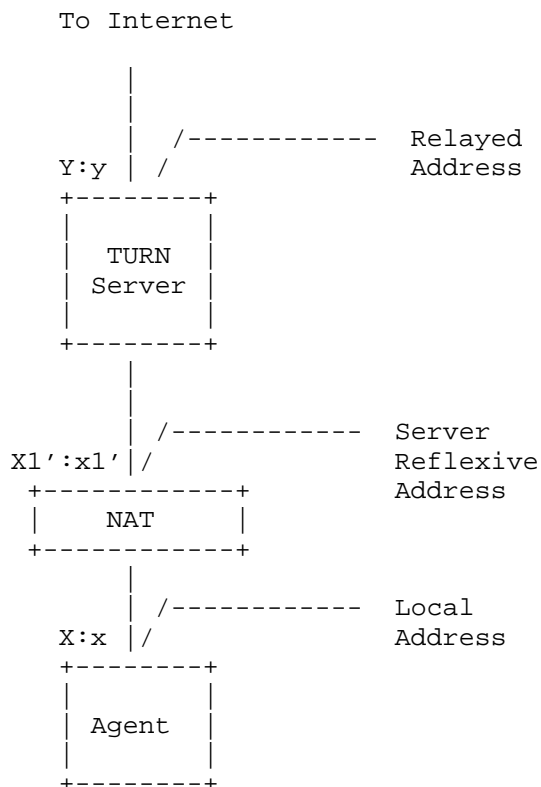 To Internet
|
|
| /------------ Relayed
Y:y | / Address
+--------+
| |
| TURN |
| Server |
| |
+--------+
|
|
| /------------ Server
X1':x1'|/ Reflexive
+------------+ Address
| NAT |
+------------+
|
| /------------ Local
X:x |/ Address
+--------+
| |
| Agent |
| |
+--------+